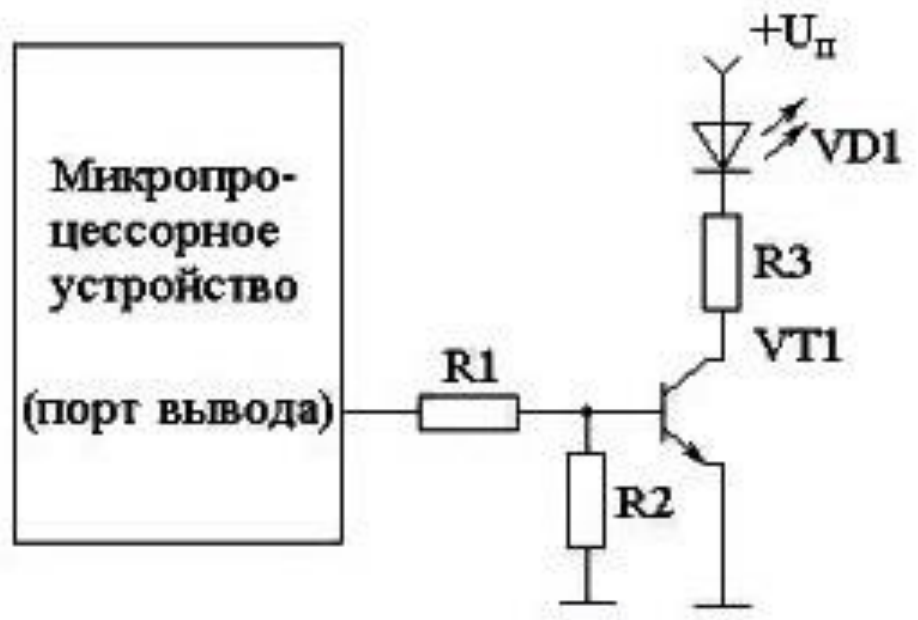 +Uп
VD1
Микропро-
цессорное
устройство
R3
VT1
R1
(порт вывода)
R2